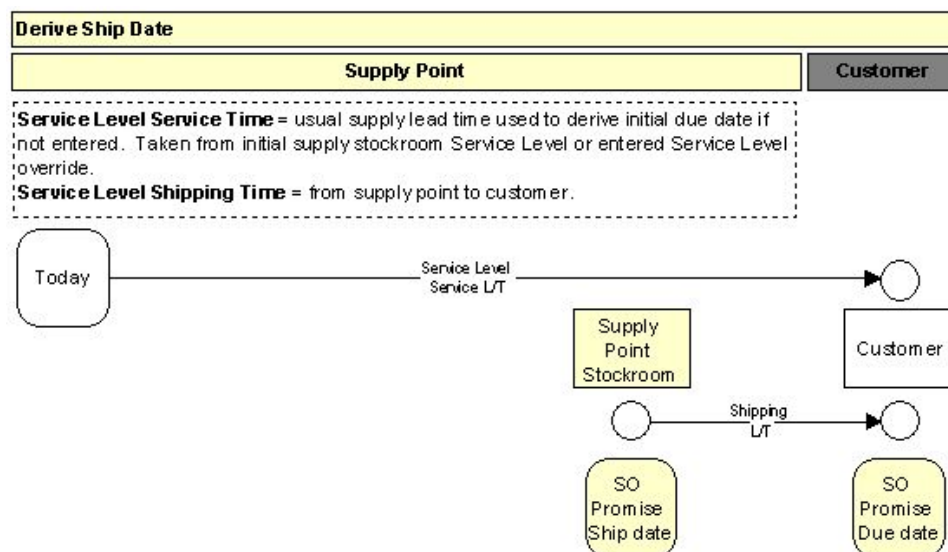 Derive Ship Date
Supply Point
Customer
Service Level Service Time = usual supply lead time used to derive initial due date if
not entered. Taken from initial supply stockroom Service Level or entered Service Level
override.
Service Level Shipping Time = from supply point to customer.
Today
Service Level
Service L/T
Supply
Point
Stockroom
Customer
Shipping
L/T
SO
Promise
Ship date
SO
Promise
Due date